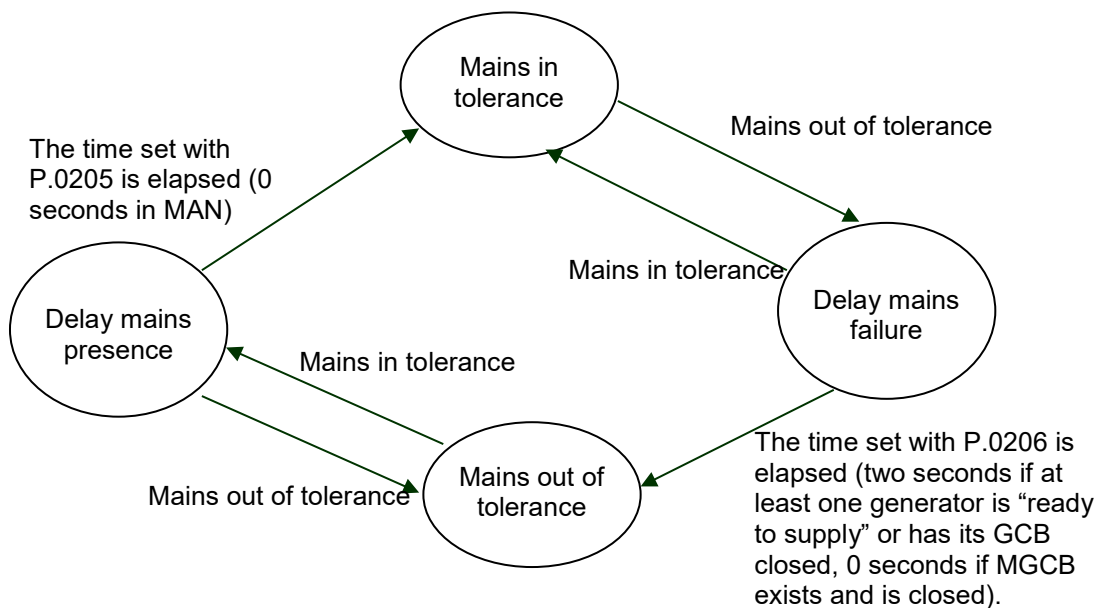 Mains in
tolerance
Mains out of tolerance
The time set with
P.0205 is elapsed (0
seconds in MAN)
Mains in tolerance
Delay mains
failure
Delay mains
presence
Mains in tolerance
The time set with P.0206 is
elapsed (two seconds if at
least one generator is “ready
to supply” or has its GCB
closed, 0 seconds if MGCB
exists and is closed).
Mains out of tolerance
Mains out of
tolerance